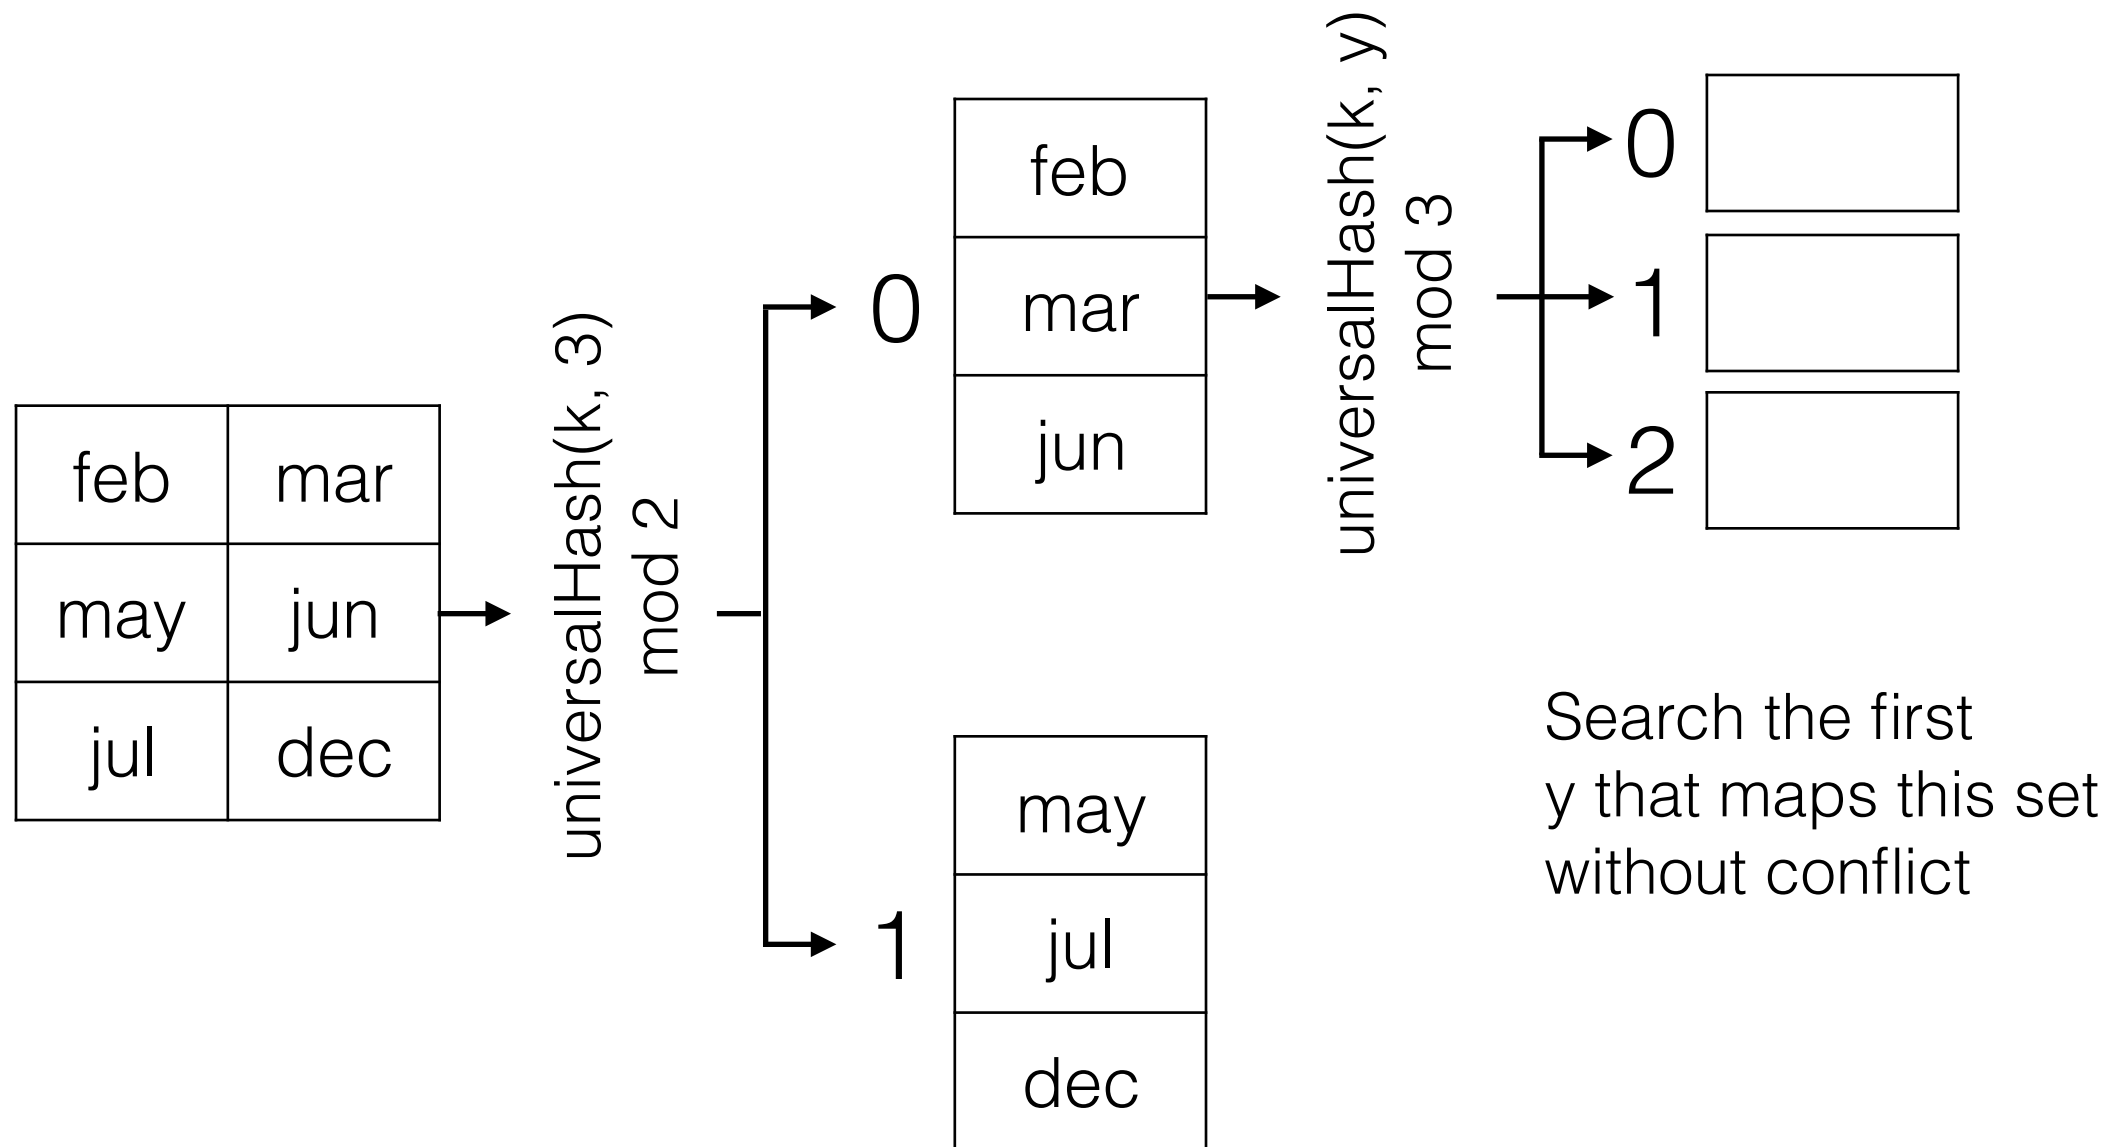 feb mar
may jun
jul dec
universalHash(k, 3)
mod 2
0
feb
mar
jun
1
may
jul
dec
universalHash(k, y)
mod 3
0
1
2
Search the first
y that maps this set
without conflict